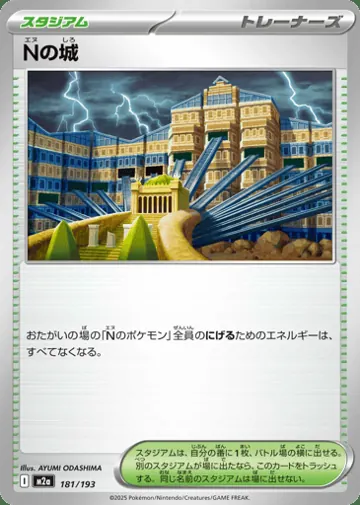 スタジアム
トレーナーズ
Nの城
おたがいの場の「Nのポケモン」全員のにげるためのエネルギーは、
すべてなくなる。
Illus. AYUMI ODASHIMA
I m2a 181/193
スタジアムは、自分の番に1枚、バトル場の横に出せる。
別のスタジアムが場に出たなら、このカードをトラッシュ
する。同じ名前のスタジアムは場に出せない。
©2025 Pokémon/Nintendo/Creatures/GAME FREAK.